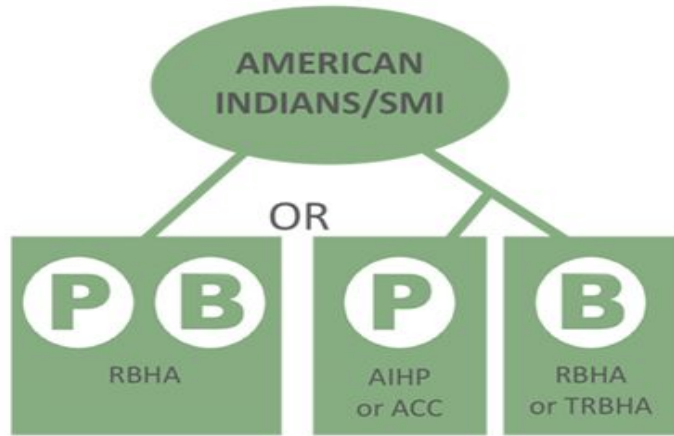 AMERICAN
INDIANS/SMI
OR
P B
RBHA
P
AIHP
or ACC
B
RBHA
or TRBHA